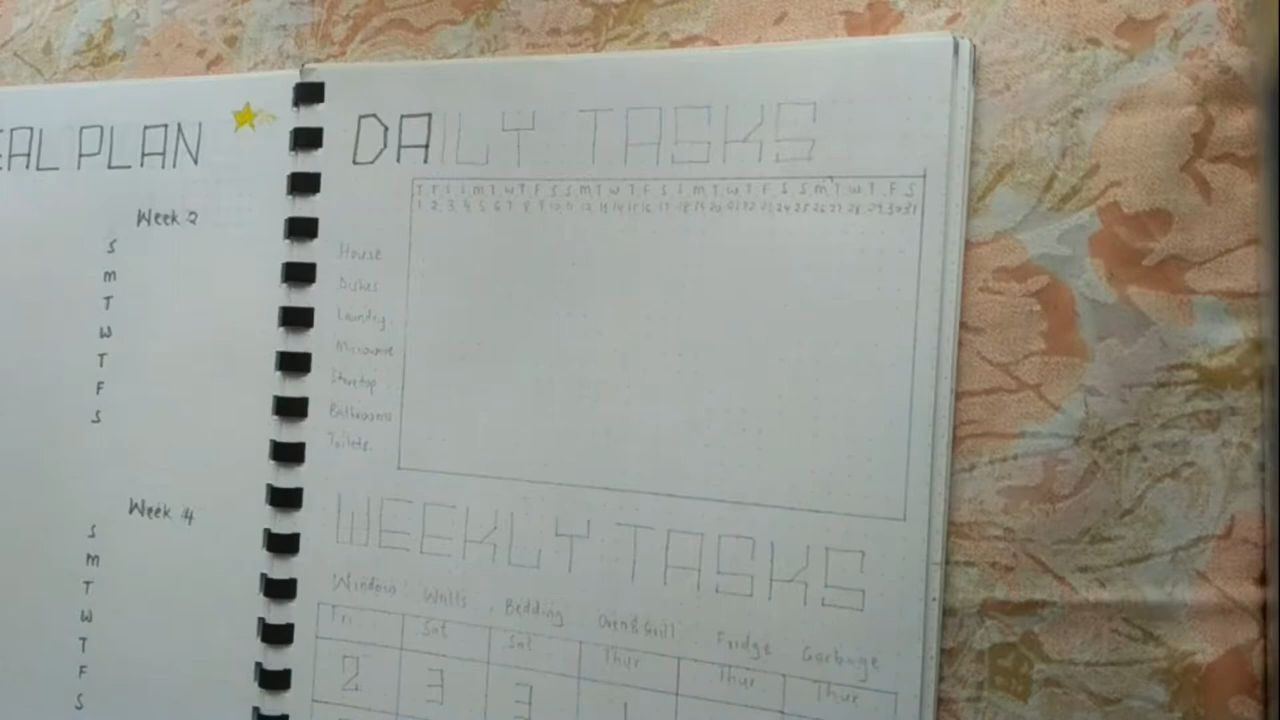 EAL PLAN
Week 2
S
M
T
W
T
F
S
Week 4
S
M
T
W
T
F
S
DAILY TASKS
T F S S M T W T F S S M T W T F S S M T W T F S S M T W T F S
1 2 3 4 5 6 7 8 9 10 11 12 13 14 15 16 17 18 19 20 21 22 23 24 25 26 27 28 29 30 31
House
Dishes
Laundry
Microwave
Stovetop
Bathrooms
Toilets
WEEKLY TASKS
Window Walls Bedding Oven & Grill Fridge Garbage
Fri Sat Sat Thur Thur Thur
2 3 3 1